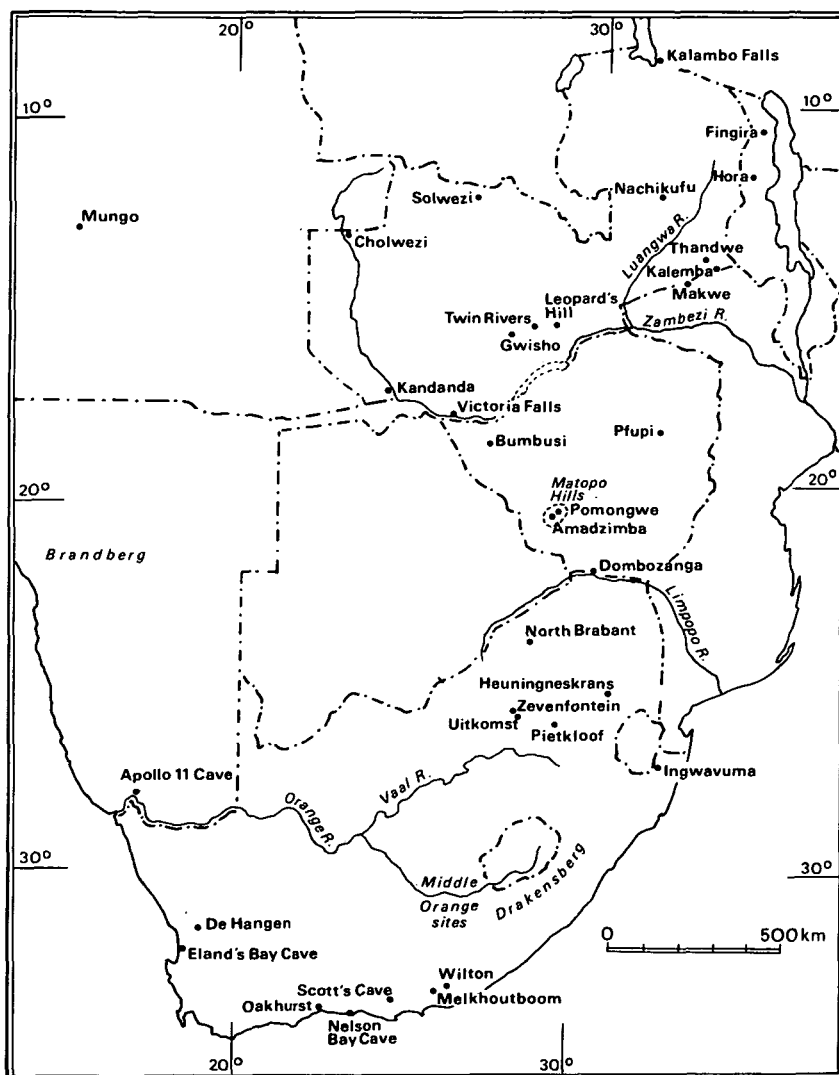 20°
30°
Kalambo Falls
10°
10°
Fingira
Hora
Solwezi
Nachikufu
Mungo
Cholwezi
Luangwa R.
Thandwe
Kalemba
Makwe
Leopard's
Hill
Twin Rivers
Gwisho
Zambezi R.
Kandanda
Victoria Falls
Bumbusi
Pfupi
20°
20°
Matopo
Hills
Pomongwe
Amadzimba
Brandberg
Dombozanga
Limpopo R.
North Brabant
Heuningneskrans
Zevenfontein
Uitkomst
Pietkloof
Ingwavuma
Apollo 11 Cave
Vaal R.
Orange R.
30°
30°
Middle
Orange
sites
Drakensberg
De Hangen
Eland's Bay Cave
0
500km
Wilton
Scott's Cave
Melkhoutboom
Oakhurst
Nelson
Bay Cave
20°
30°